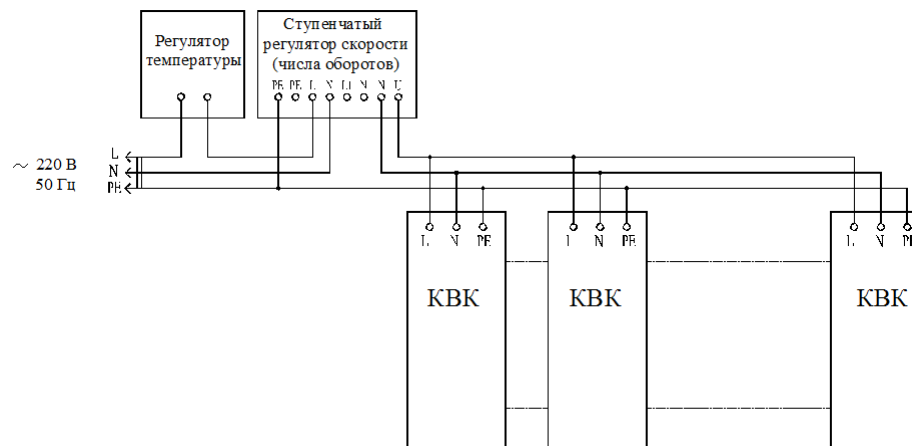 Регулятор
температуры
Ступенчатый
регулятор скорости
(числа оборотов)
PE PE L N L1 N N U
~ 220 В
50 Гц
L
N
PE
L N PE
L N PE
L N PE
КВК
КВК
КВК